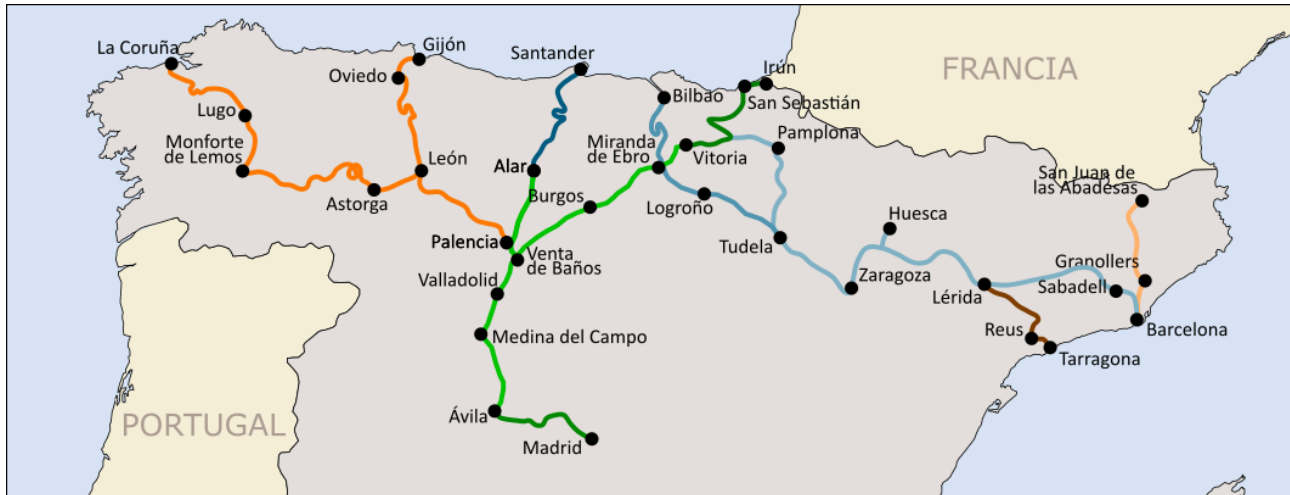 La Coruña
Gijón
Santander
Irún
FRANCIA
Oviedo
Bilbao
San Sebastián
Lugo
Pamplona
Monforte
de Lemos
León
Alar
Miranda
de Ebro
Vitoria
San Juan de
las Abadesas
Astorga
Burgos
Logroño
Huesca
Palencia
Venta
de Baños
Tudela
Granollers
Valladolid
Zaragoza
Lérida
Sabadell
Medina del Campo
Reus
Barcelona
Tarragona
PORTUGAL
Ávila
Madrid